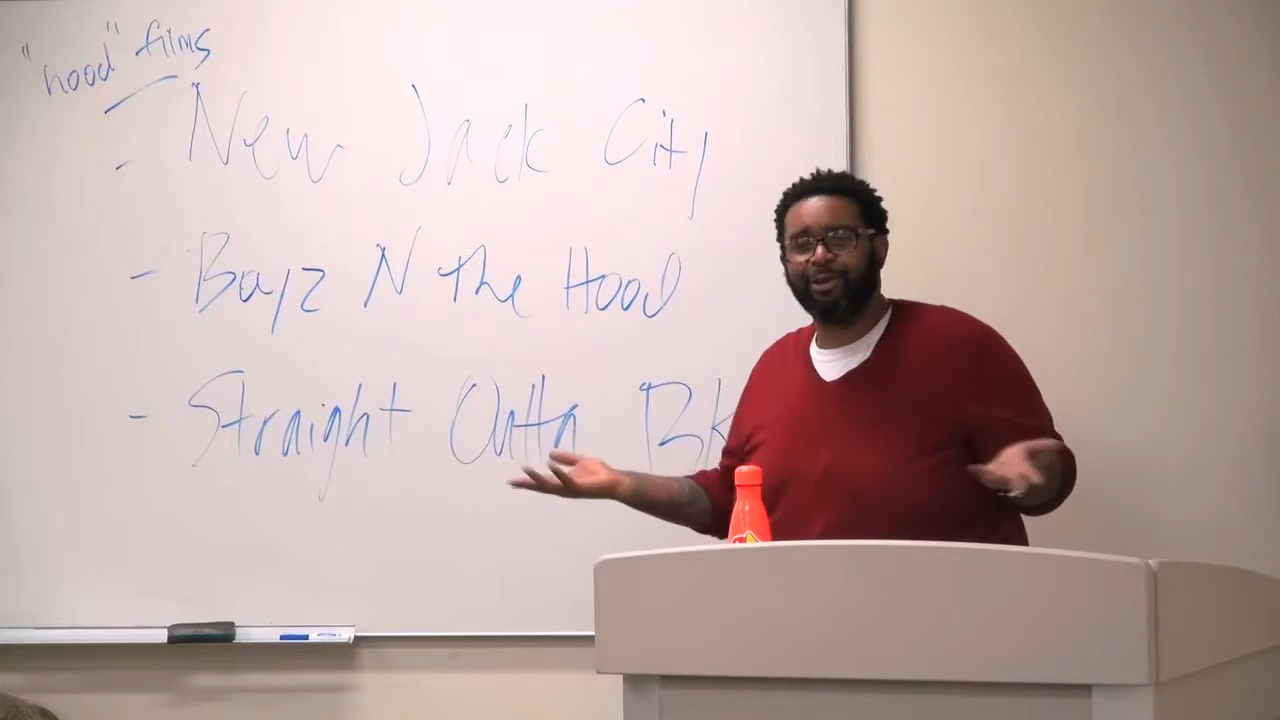 "hood" films
- New Jack City
- Boyz N the Hood
- Straight Outta Bk